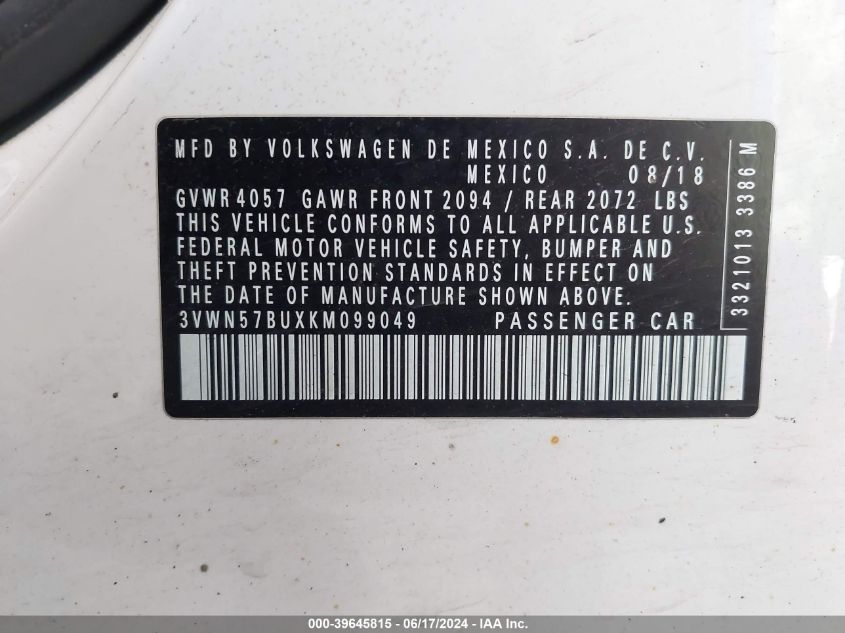 MFD BY VOLKSWAGEN DE MEXICO S.A. DE C.V.
MEXICO 08/18
GVWR 4057 GAWR FRONT 2094 / REAR 2072 LBS
THIS VEHICLE CONFORMS TO ALL APPLICABLE U.S.
FEDERAL MOTOR VEHICLE SAFETY, BUMPER AND
THEFT PREVENTION STANDARDS IN EFFECT ON
THE DATE OF MANUFACTURE SHOWN ABOVE.
3VWN57BUXKM099049 PASSENGER CAR
3321013 3386 M
000-39645815 - 06/17/2024 - IAA Inc.